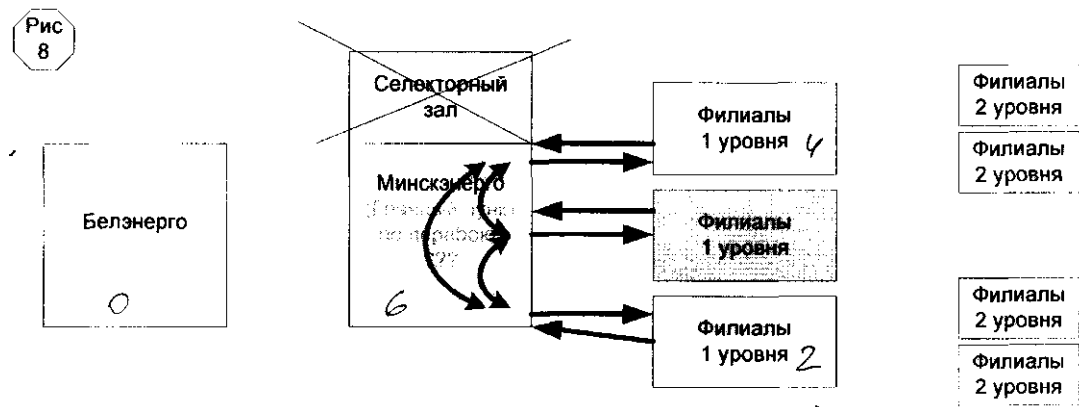 Рис
8
Селекторный
зал
Минскэнерго
6
Белэнерго
0
Филиалы
1 уровня 4
Филиалы
1 уровня
Филиалы
1 уровня 2
Филиалы
2 уровня
Филиалы
2 уровня
Филиалы
2 уровня
Филиалы
2 уровня